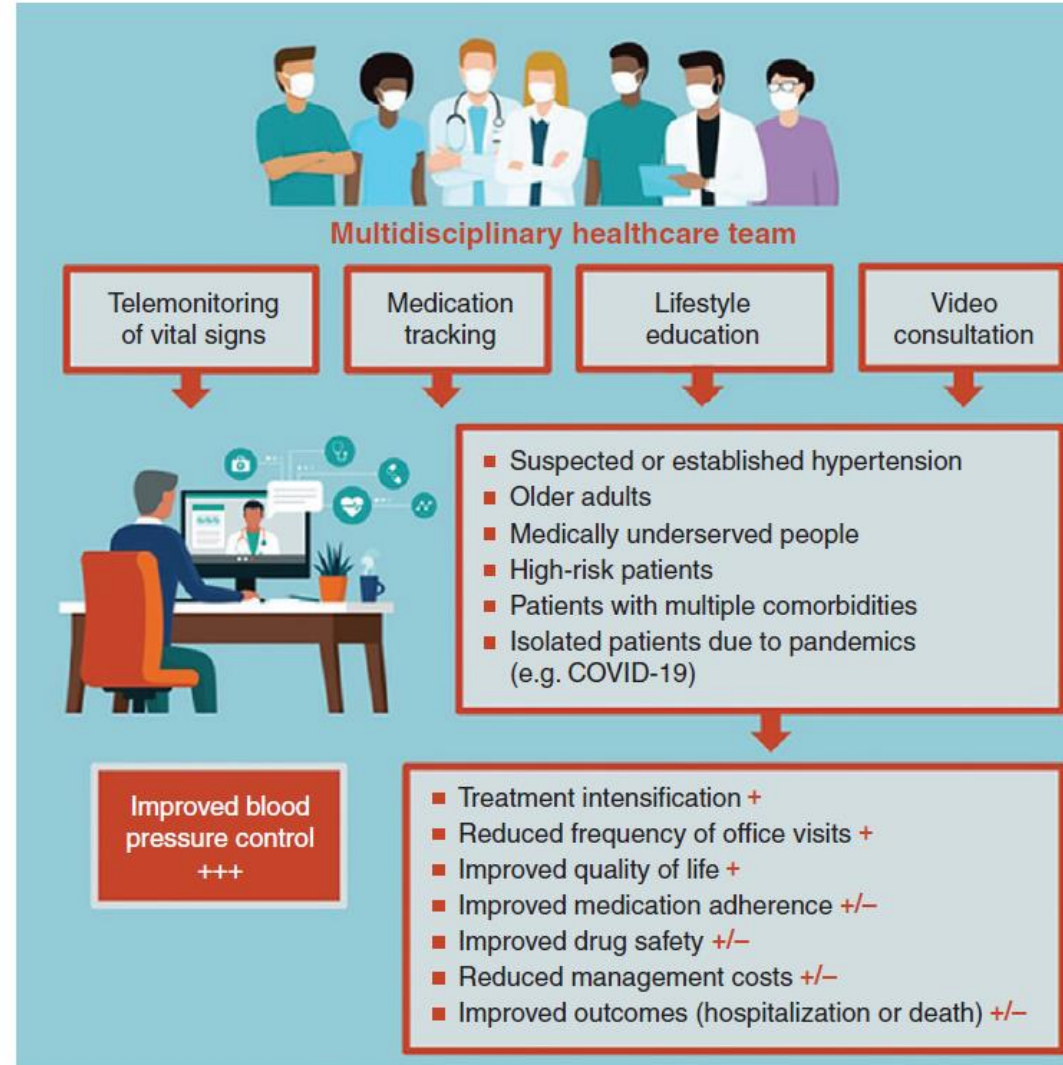 Multidisciplinary healthcare team
Telemonitoring
of vital signs
Medication
tracking
Lifestyle
education
Video
consultation
■ Suspected or established hypertension
■ Older adults
■ Medically underserved people
■ High-risk patients
■ Patients with multiple comorbidities
■ Isolated patients due to pandemics
(e.g. COVID-19)
Improved blood
pressure control
+++
■ Treatment intensification +
■ Reduced frequency of office visits +
■ Improved quality of life +
■ Improved medication adherence +/–
■ Improved drug safety +/–
■ Reduced management costs +/–
■ Improved outcomes (hospitalization or death) +/–